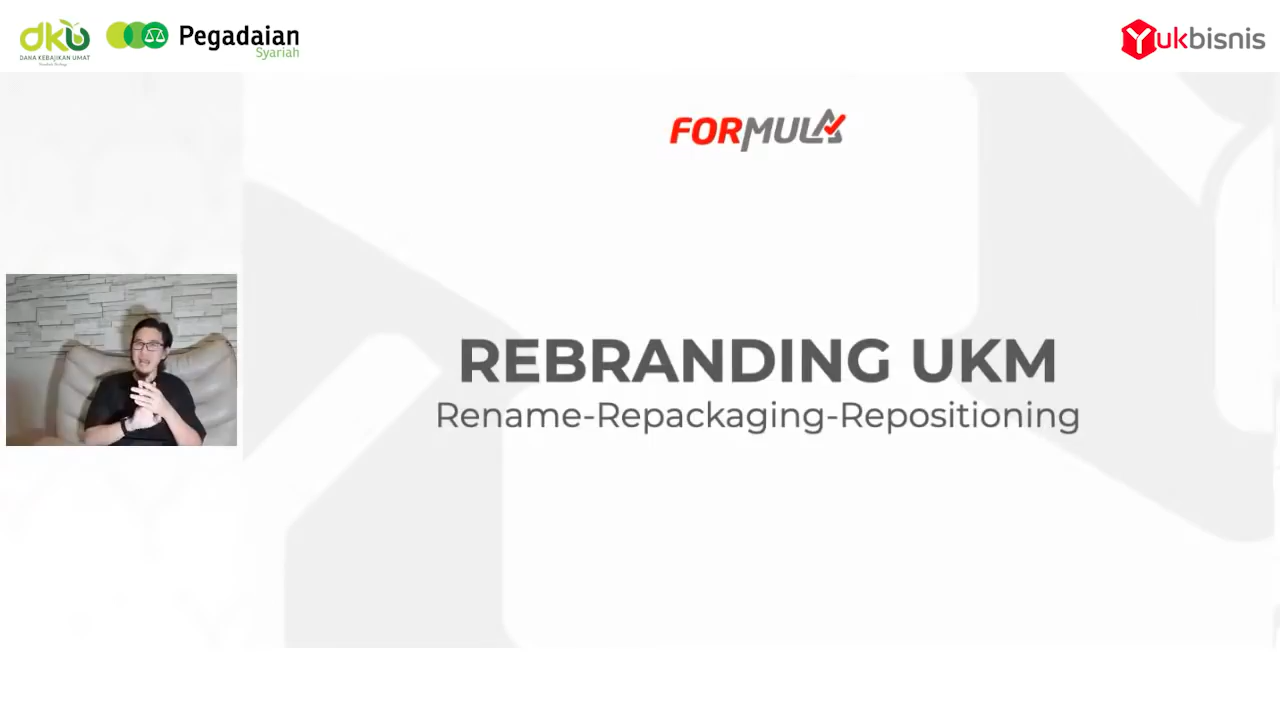 dku
DANA KEBAJIKAN UMAT
Pegadaian
Syariah
Yukbisnis
FORMULA
REBRANDING UKM
Rename-Repackaging-Repositioning